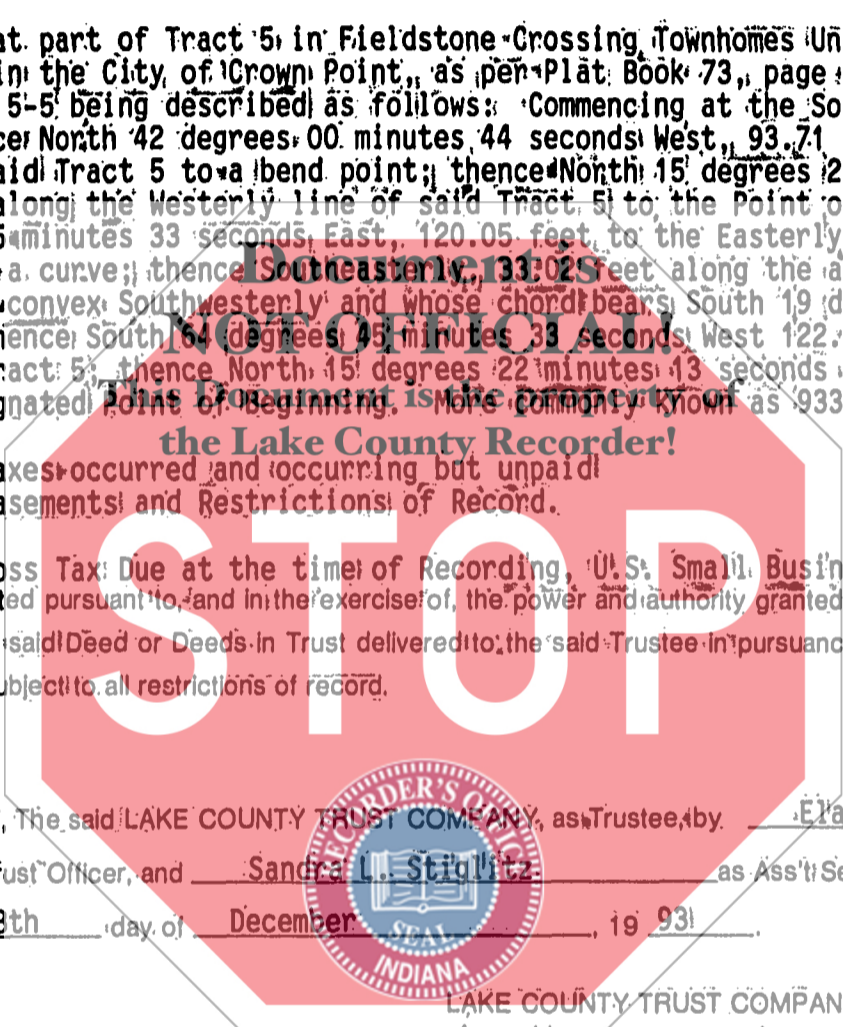 at part of Tract 5 in Fieldstone Crossing Townhomes Un
in the City of Crown Point, as per Plat Book 73, page
5-5 being described as follows: Commencing at the So
ce North 42 degrees 00 minutes 44 seconds West, 93.71
aid Tract 5 to a bend point; thence North 15 degrees 2
along the Westerly line of said Tract 5 to the Point o
minutes 33 seconds East, 120.05 feet, to the Easterly
Document is
a curve; thence Southeasterly, 33.02 feet along the a
convex Southwesterly and whose chord bears South 19 d
NOT OFFICIAL!
ence South 64 degrees 45 minutes 33 seconds West 122.
ract 5; thence North 15 degrees 22 minutes 13 seconds
This Document is the property of
gnated Point of Beginning. More commonly known as 933
the Lake County Recorder!
axes occurred and occurring but unpaid
asements and Restrictions of Record.
STOP
oss Tax Due at the time of Recording, U.S. Small Busin
ted pursuant to, and in the exercise of, the power and authority granted
said Deed or Deeds in Trust delivered to the said Trustee in pursuanc
ubject to all restrictions of record.
, The said LAKE COUNTY TRUST COMPANY, as Trustee, by Ela
RECORDER'S OFFICE
ust Officer, and Sandra L. Stiglitz as Ass't Se
8th day of December, 19 93
SEAL
INDIANA
LAKE COUNTY TRUST COMPAN